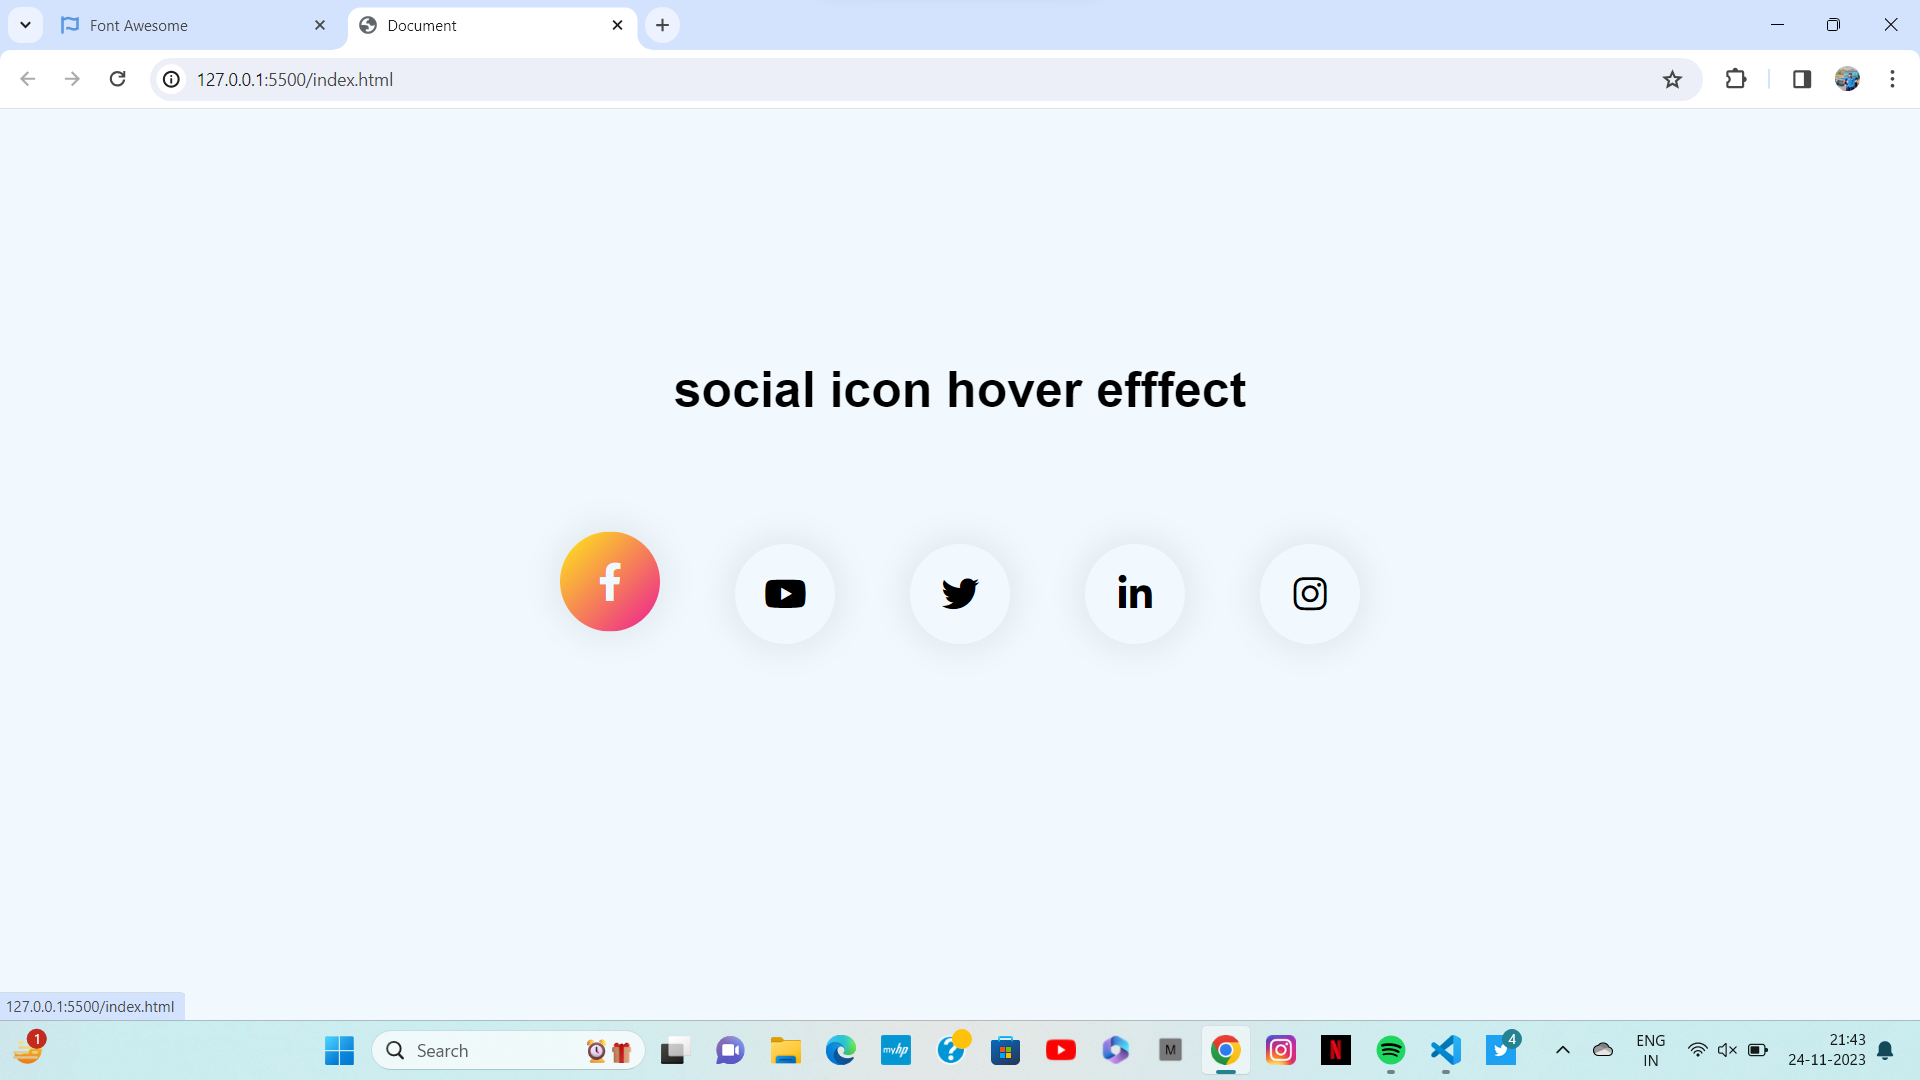 Font Awesome
Document
127.0.0.1:5500/index.html
social icon hover efffect
f
in
127.0.0.1:5500/index.html
1
Search
myhp
?
M
N
4
ENG
IN
21:43
24-11-2023